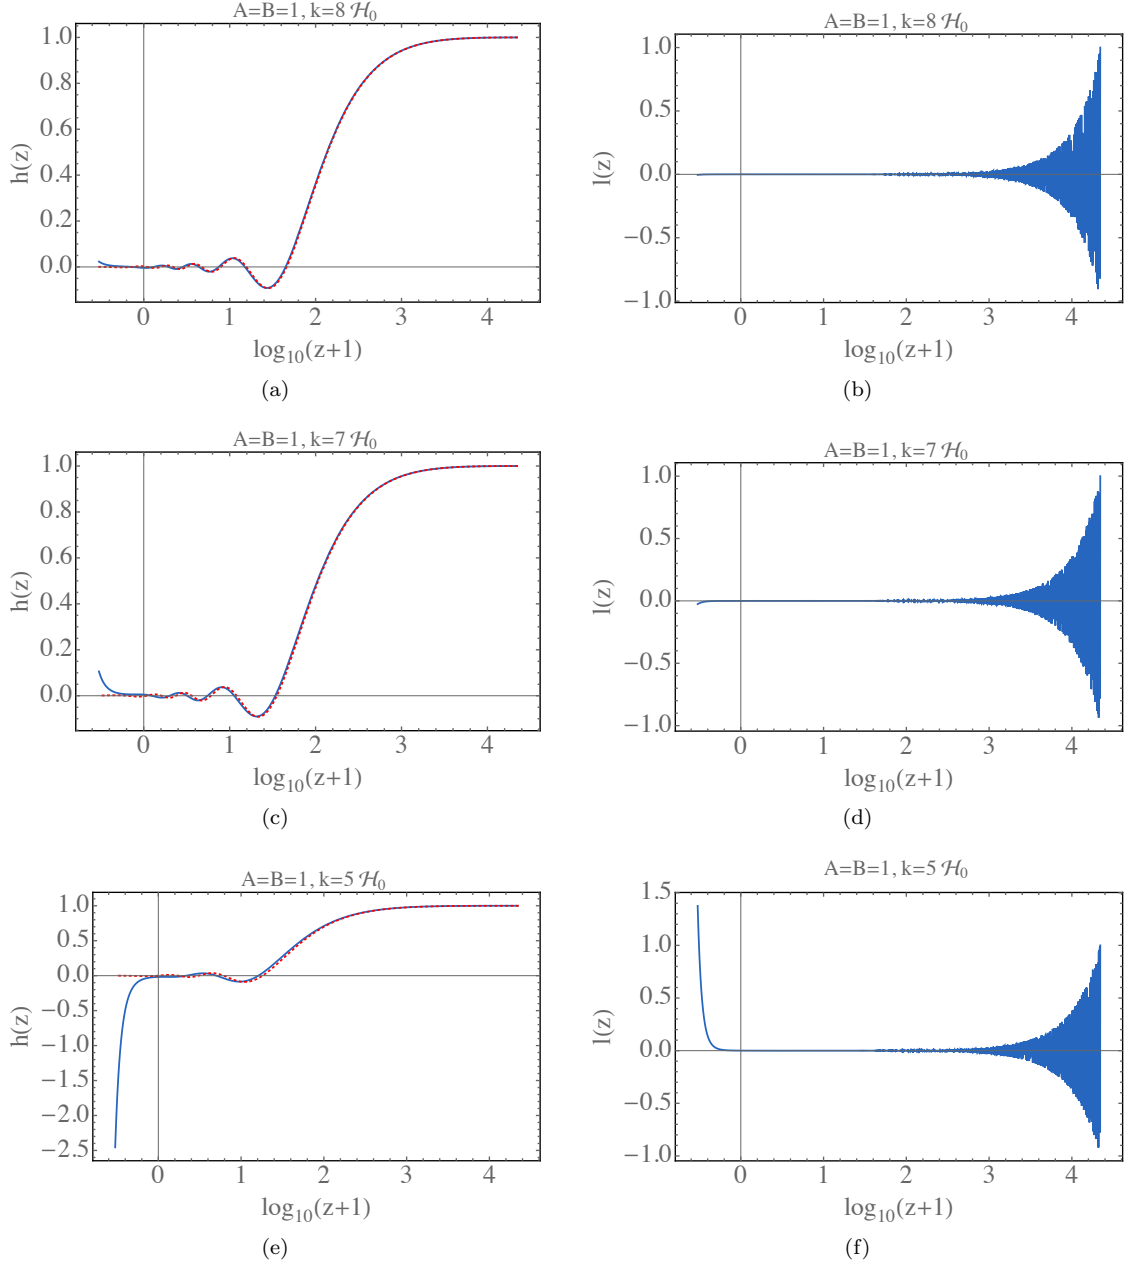 A=B=1, k=8 ℋ₀
h(z)
1.0
0.8
0.6
0.4
0.2
0.0
0 1 2 3 4
log₁₀(z+1)
(a)
A=B=1, k=8 ℋ₀
l(z)
1.0
0.5
0.0
−0.5
−1.0
0 1 2 3 4
log₁₀(z+1)
(b)
A=B=1, k=7 ℋ₀
h(z)
1.0
0.8
0.6
0.4
0.2
0.0
0 1 2 3 4
log₁₀(z+1)
(c)
A=B=1, k=7 ℋ₀
l(z)
1.0
0.5
0.0
−0.5
−1.0
0 1 2 3 4
log₁₀(z+1)
(d)
A=B=1, k=5 ℋ₀
h(z)
1.0
0.5
0.0
−0.5
−1.0
−1.5
−2.0
−2.5
0 1 2 3 4
log₁₀(z+1)
(e)
A=B=1, k=5 ℋ₀
l(z)
1.5
1.0
0.5
0.0
−0.5
−1.0
0 1 2 3 4
log₁₀(z+1)
(f)